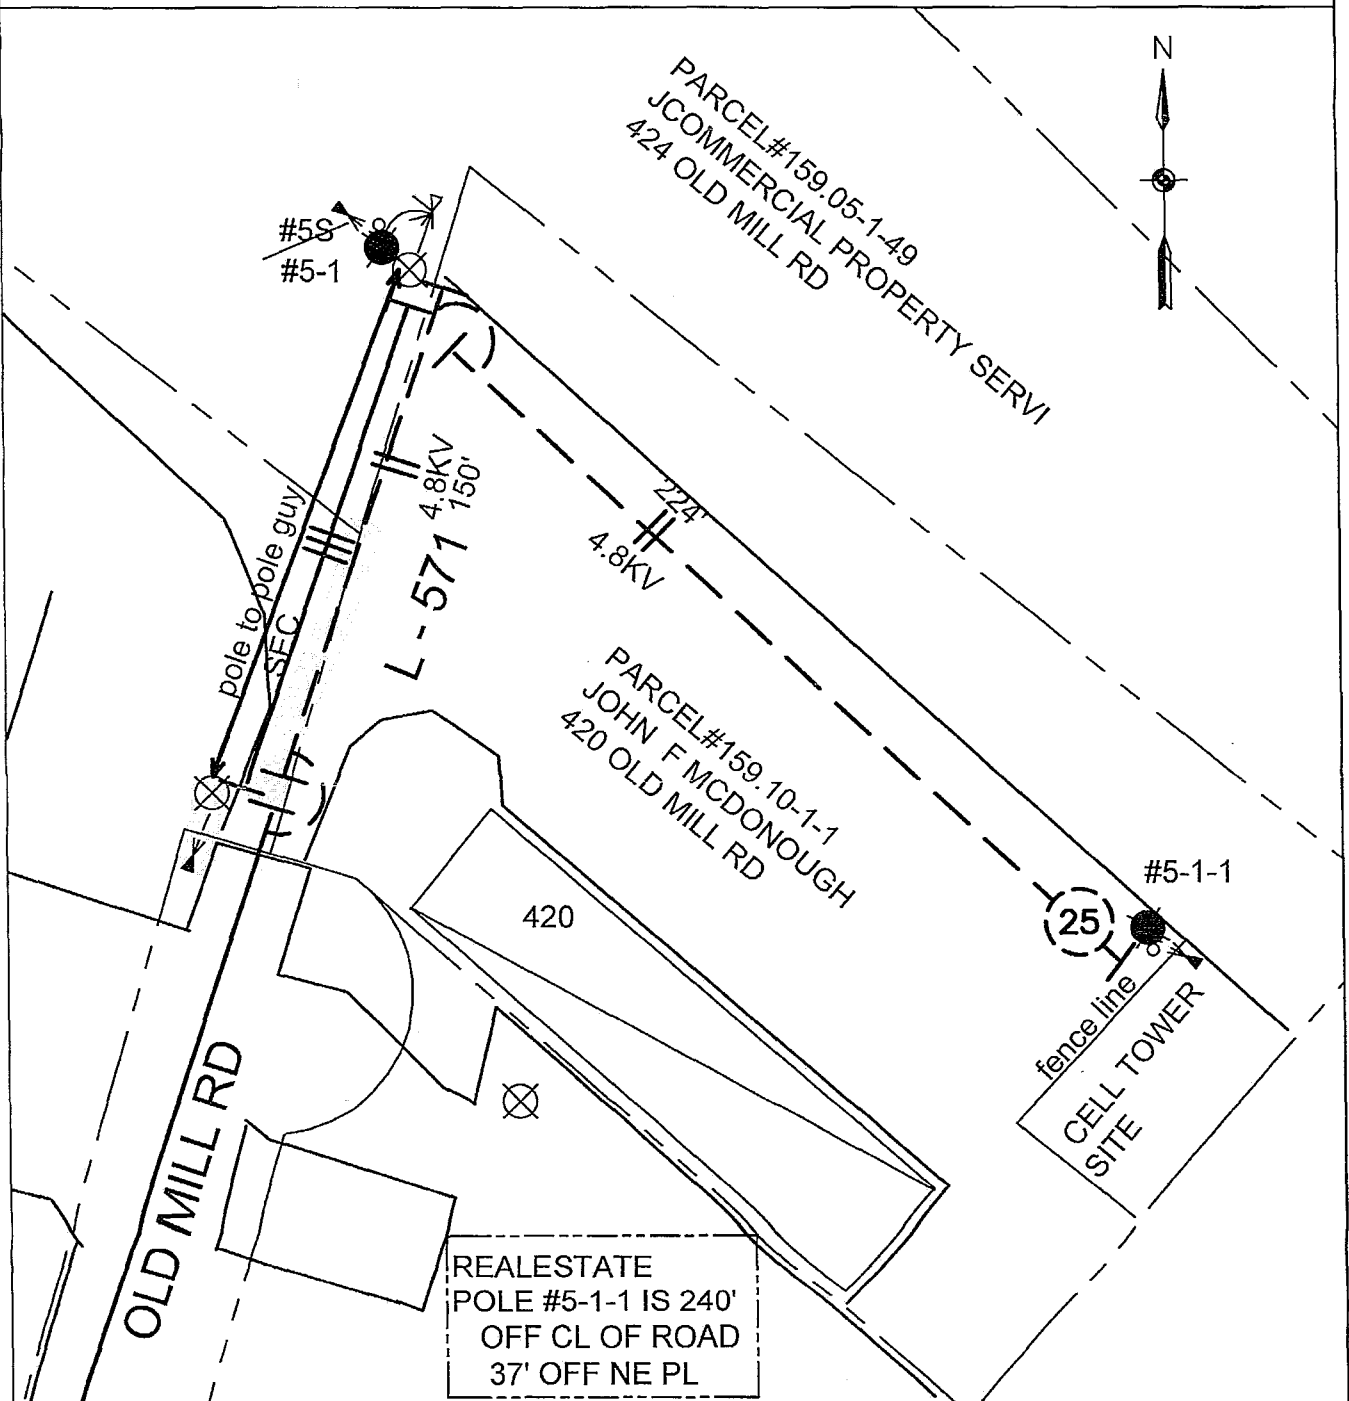 N
PARCEL#159.05-1-49
JCOMMERCIAL PROPERTY SERVI
424 OLD MILL RD
#5S
#5-1
4.8KV
150'
L - 571
224'
4.8KV
pole to pole guy
SEC
PARCEL#159.10-1-1
JOHN F MCDONOUGH
420 OLD MILL RD
420
#5-1-1
25
fence line
CELL TOWER
SITE
OLD MILL RD
REALESTATE
POLE #5-1-1 IS 240'
OFF CL OF ROAD
37' OFF NE PL